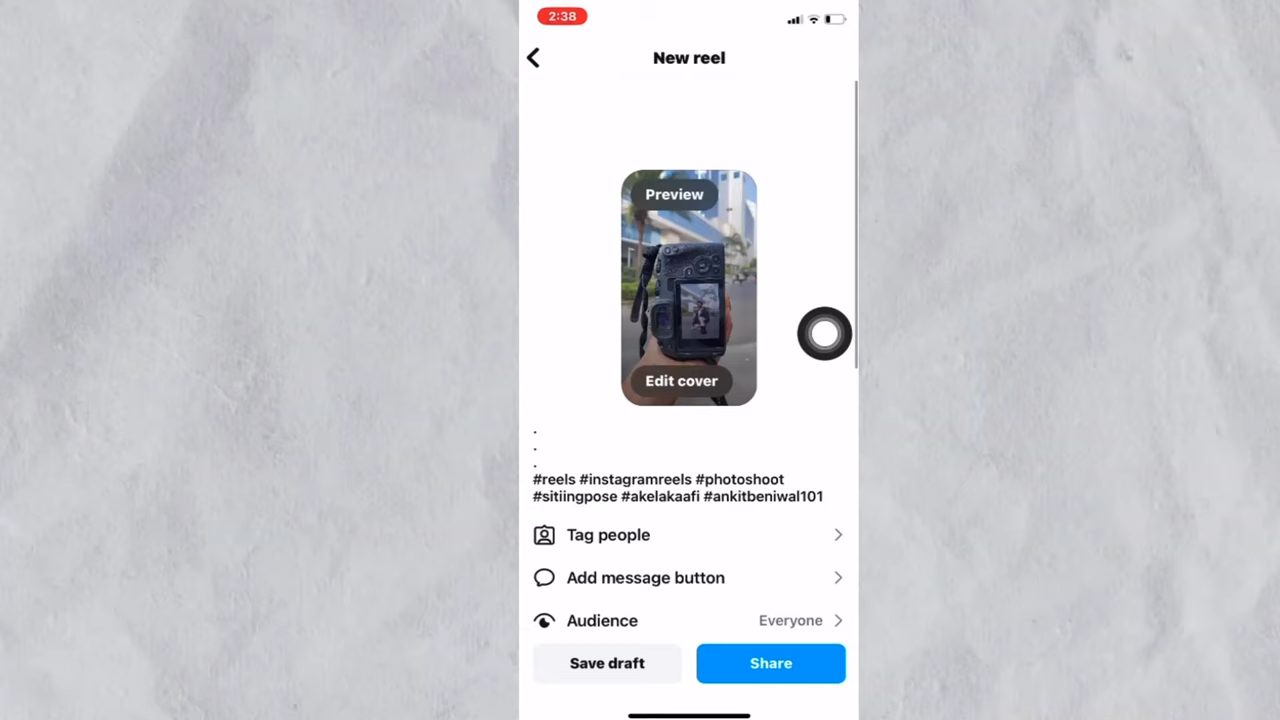 2:38
New reel
Preview
Edit cover
.
.
.
#reels #instagramreels #photoshoot
#sitiingpose #akelakaafi #ankitbeniwal101
Tag people
Add message button
Audience Everyone
Save draft Share